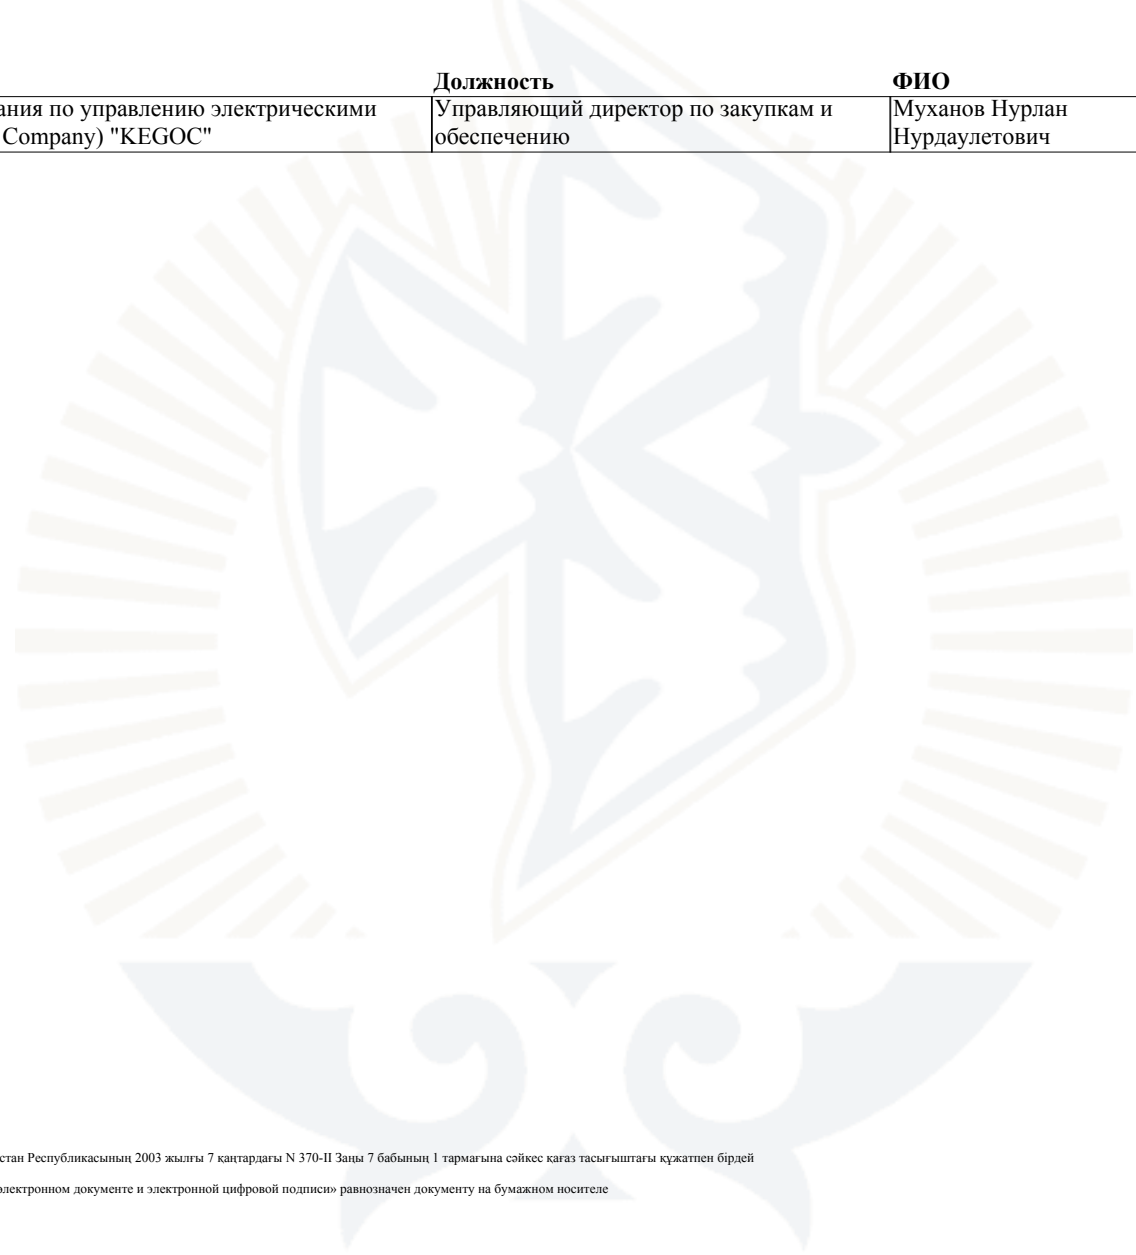 Должность ФИО
ания по управлению электрическими Управляющий директор по закупкам и Муханов Нурлан
Company) "KEGOC" обеспечению Нурдаулетович
стан Республикасының 2003 жылғы 7 қаңтардағы N 370-II Заңы 7 бабының 1 тармағына сәйкес қағаз тасығыштағы құжатпен бірдей
электронном документе и электронной цифровой подписи» равнозначен документу на бумажном носителе